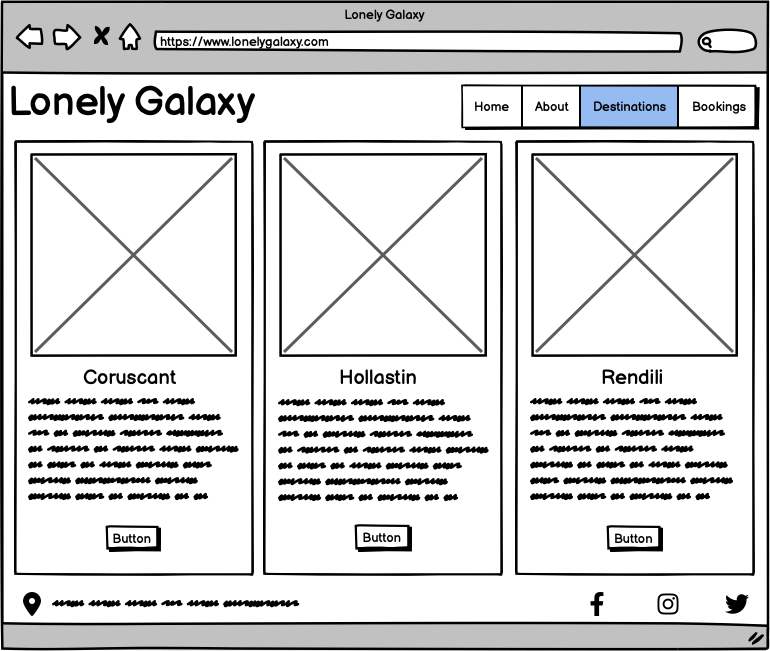 Lonely Galaxy
https://www.lonelygalaxy.com
Lonely Galaxy
Home About Destinations Bookings
Coruscant
Button
Hollastin
Button
Rendili
Button